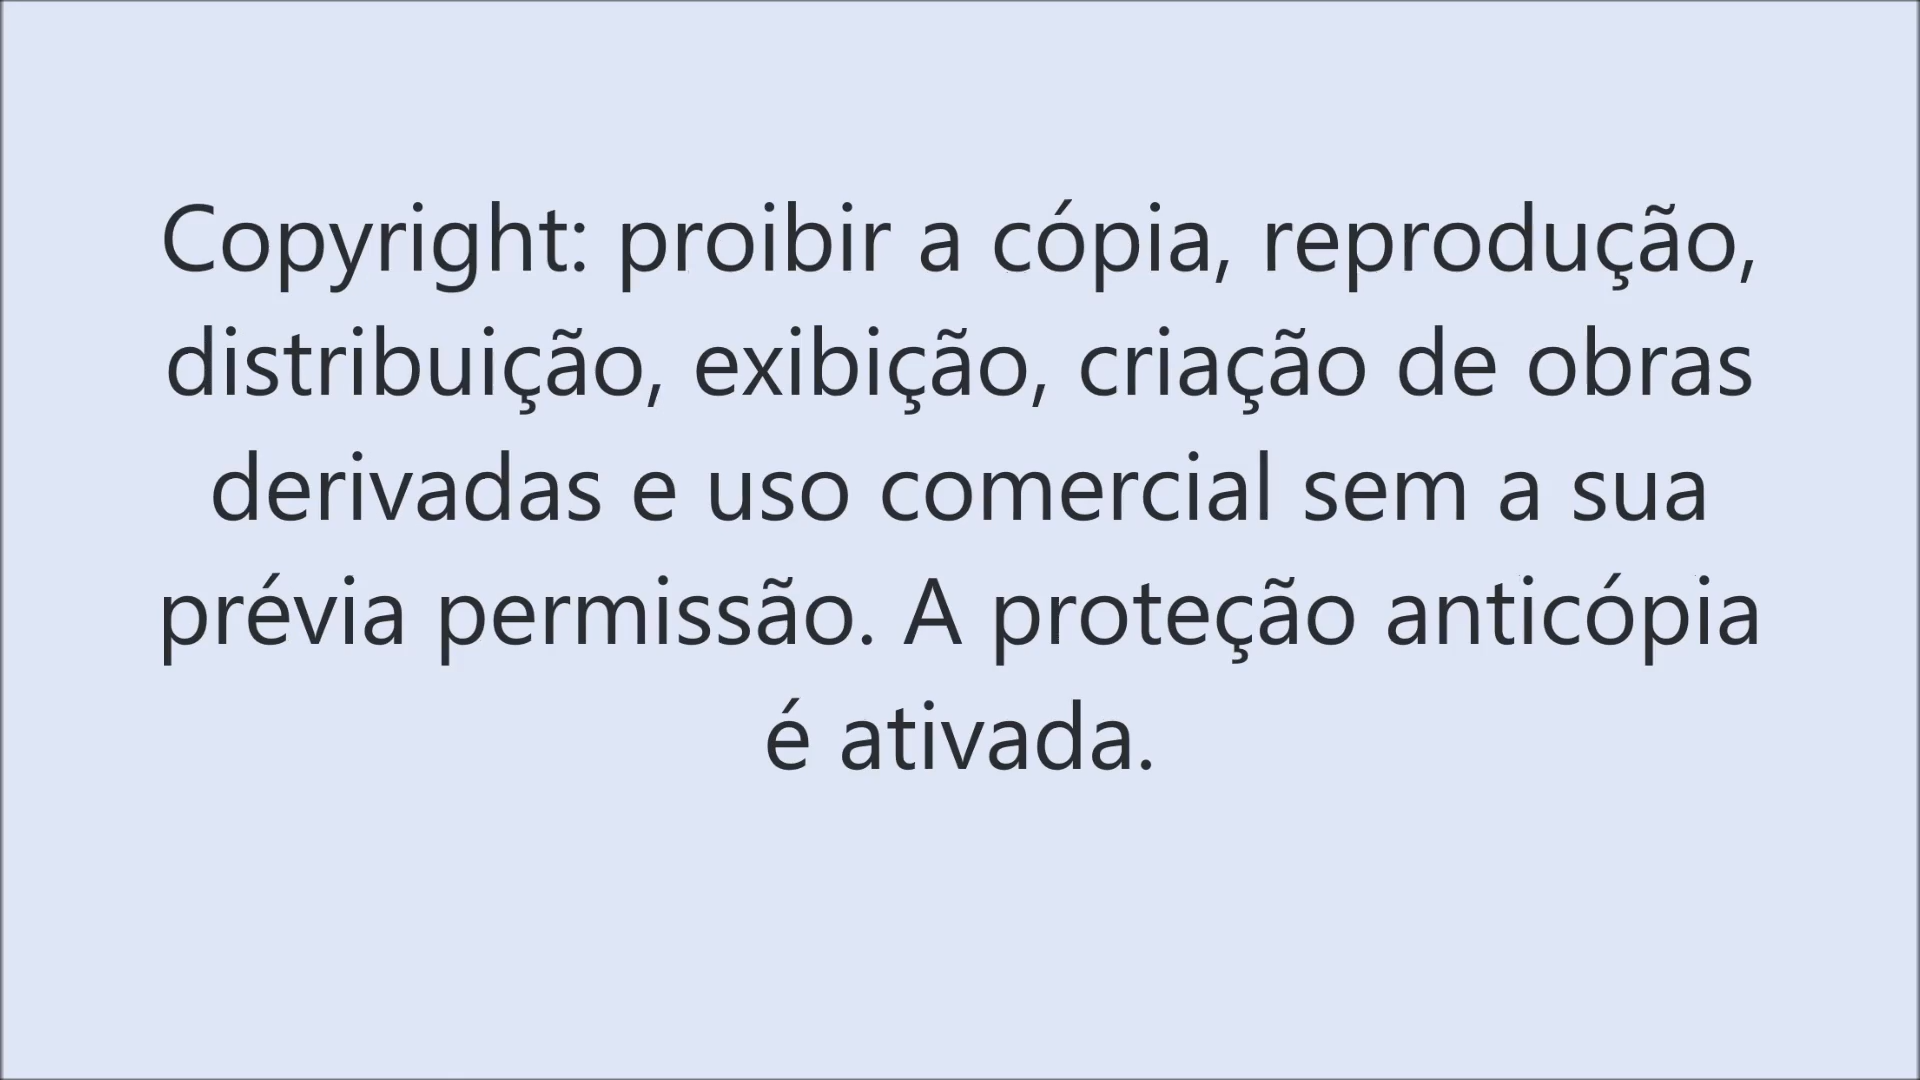 Copyright: proibir a cópia, reprodução,
distribuição, exibição, criação de obras
derivadas e uso comercial sem a sua
prévia permissão. A proteção anticópia
é ativada.